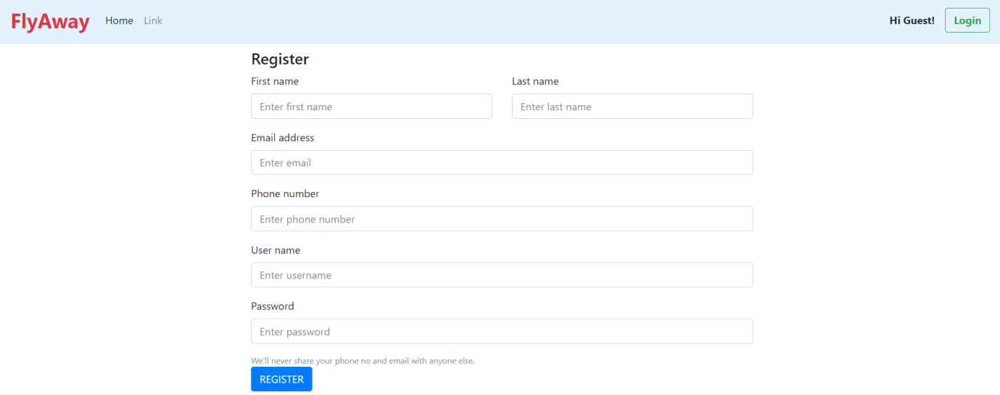 FlyAway Home Link Hi Guest! Login
Register
First name Last name
Enter first name Enter last name
Email address
Enter email
Phone number
Enter phone number
User name
Enter username
Password
Enter password
We'll never share your phone no and email with anyone else.
REGISTER